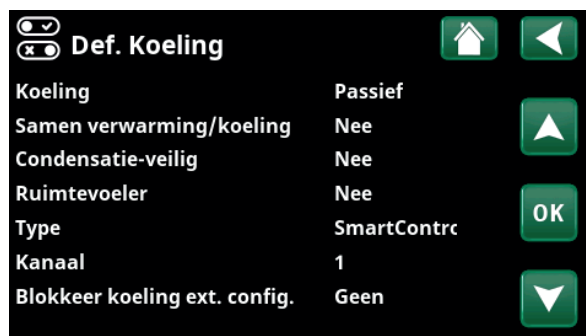 Def. Koeling
Koeling Passief
Samen verwarming/koeling Nee
Condensatie-veilig Nee
Ruimtevoeler Nee
Type SmartContrc
OK
Kanaal 1
Blokkeer koeling ext. config. Geen